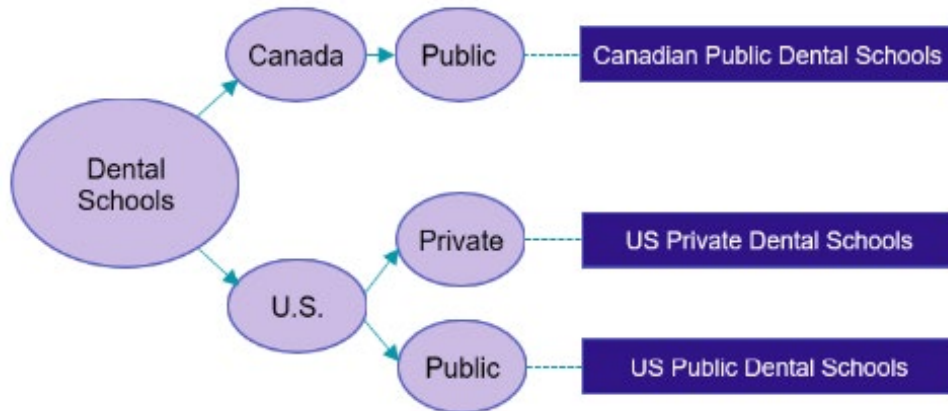 Canada
Public
Canadian Public Dental Schools
Dental
Schools
Private
US Private Dental Schools
U.S.
Public
US Public Dental Schools